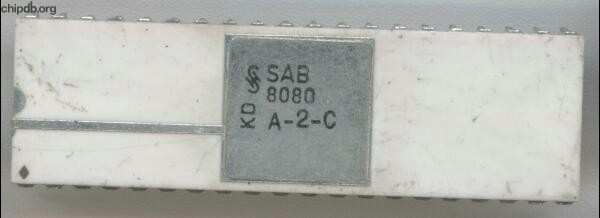 chipdb.org
SAB
8080
A-2-C
KD